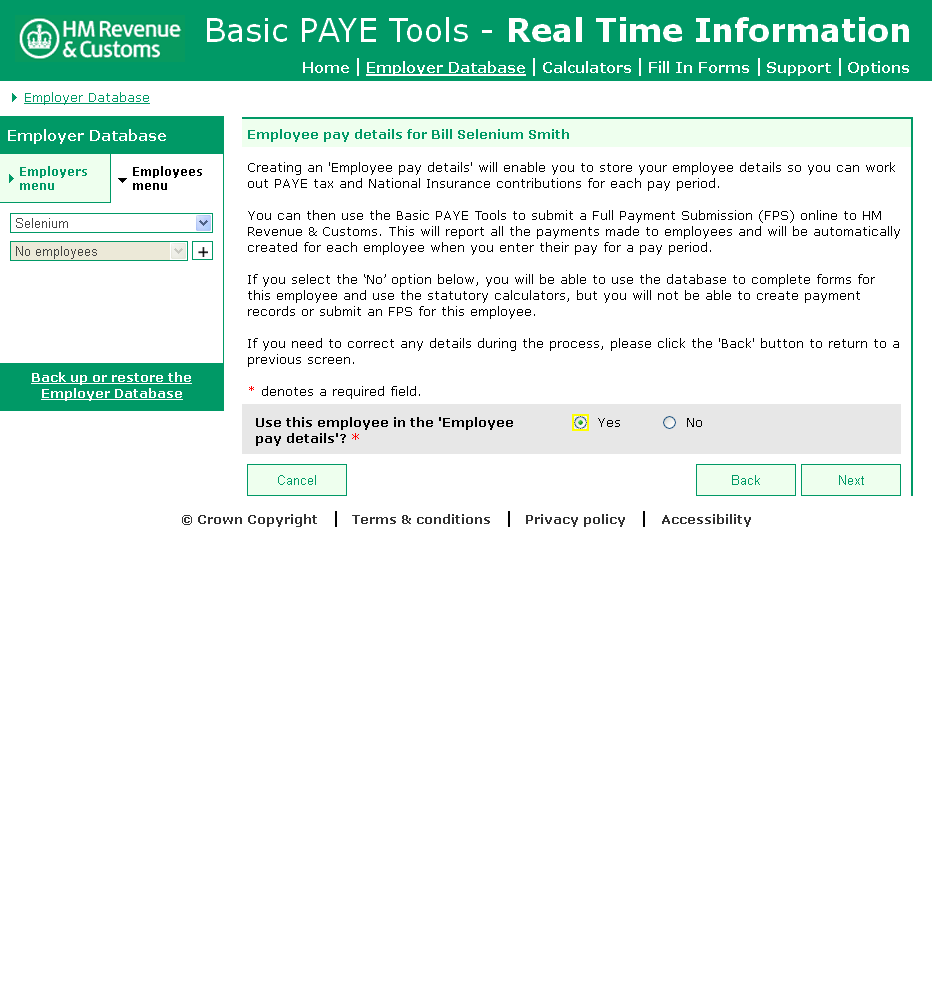 HM Revenue
& Customs
Basic PAYE Tools - Real Time Information
Home | Employer Database | Calculators | Fill In Forms | Support | Options
Employer Database
Employer Database
Employers
menu
Employees
menu
Selenium
No employees
+
Back up or restore the
Employer Database
Employee pay details for Bill Selenium Smith
Creating an 'Employee pay details' will enable you to store your employee details so you can work
out PAYE tax and National Insurance contributions for each pay period.
You can then use the Basic PAYE Tools to submit a Full Payment Submission (FPS) online to HM
Revenue & Customs. This will report all the payments made to employees and will be automatically
created for each employee when you enter their pay for a pay period.
If you select the 'No' option below, you will be able to use the database to complete forms for
this employee and use the statutory calculators, but you will not be able to create payment
records or submit an FPS for this employee.
If you need to correct any details during the process, please click the 'Back' button to return to a
previous screen.
* denotes a required field.
Use this employee in the 'Employee
pay details'? *
Yes
No
Cancel
Back
Next
© Crown Copyright | Terms & conditions | Privacy policy | Accessibility